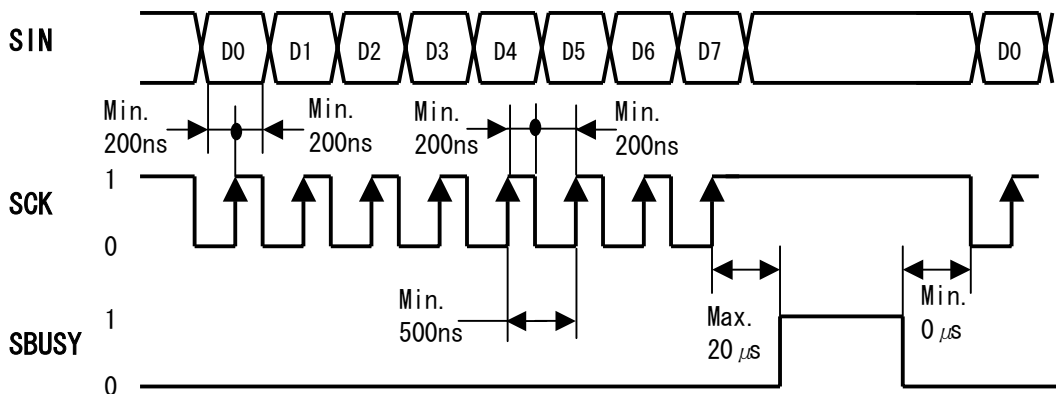 SIN
D0 D1 D2 D3 D4 D5 D6 D7 D0
Min. Min. Min. Min.
200ns 200ns 200ns 200ns
1
SCK
0
Min. Min.
500ns Max. 0 μs
1 20 μs
SBUSY
0